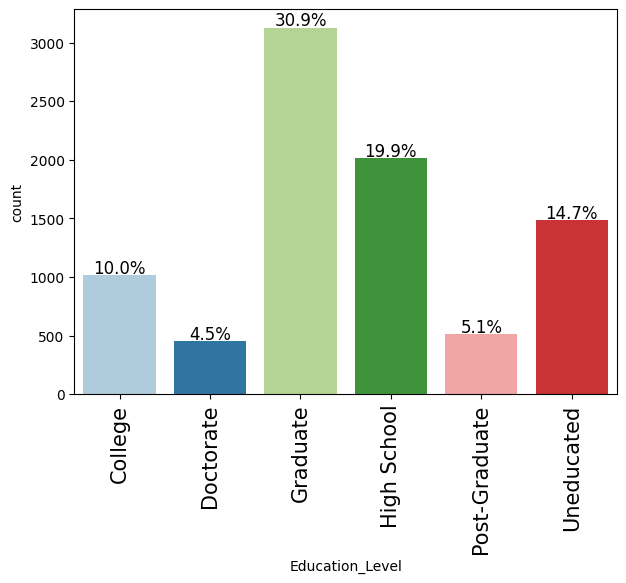 30.9%
3000
2500
19.9%
2000
count
14.7%
1500
10.0%
1000
5.1%
4.5%
500
0
College
Doctorate
Graduate
High School
Post-Graduate
Uneducated
Education_Level